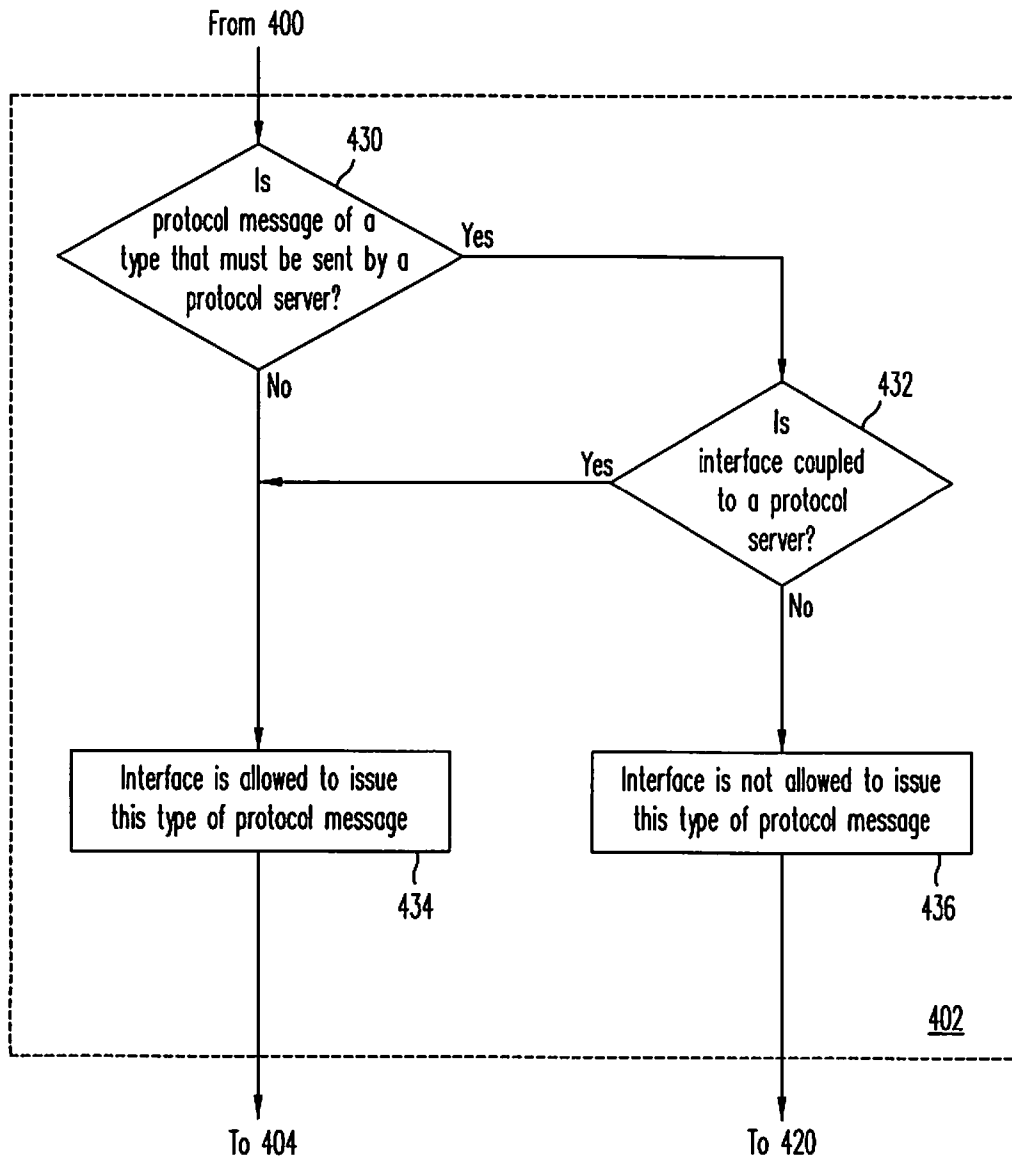 From 400
430
Is
protocol message of a
type that must be sent by a
protocol server?
Yes
No
432
Is
interface coupled
to a protocol
server?
Yes
No
Interface is allowed to issue
this type of protocol message
434
Interface is not allowed to issue
this type of protocol message
436
402
To 404
To 420